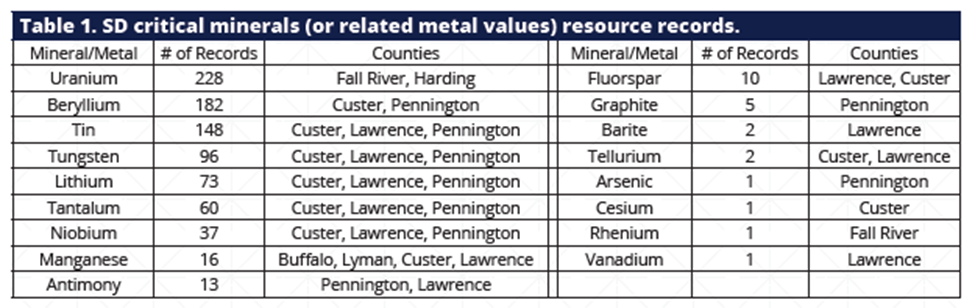 Table 1. SD critical minerals (or related metal values) resource records.
Mineral/Metal # of Records Counties Mineral/Metal # of Records Counties
Uranium 228 Fall River, Harding Fluorspar 10 Lawrence, Custer
Beryllium 182 Custer, Pennington Graphite 5 Pennington
Tin 148 Custer, Lawrence, Pennington Barite 2 Lawrence
Tungsten 96 Custer, Lawrence, Pennington Tellurium 2 Custer, Lawrence
Lithium 73 Custer, Lawrence, Pennington Arsenic 1 Pennington
Tantalum 60 Custer, Lawrence, Pennington Cesium 1 Custer
Niobium 37 Custer, Lawrence, Pennington Rhenium 1 Fall River
Manganese 16 Buffalo, Lyman, Custer, Lawrence Vanadium 1 Lawrence
Antimony 13 Pennington, Lawrence